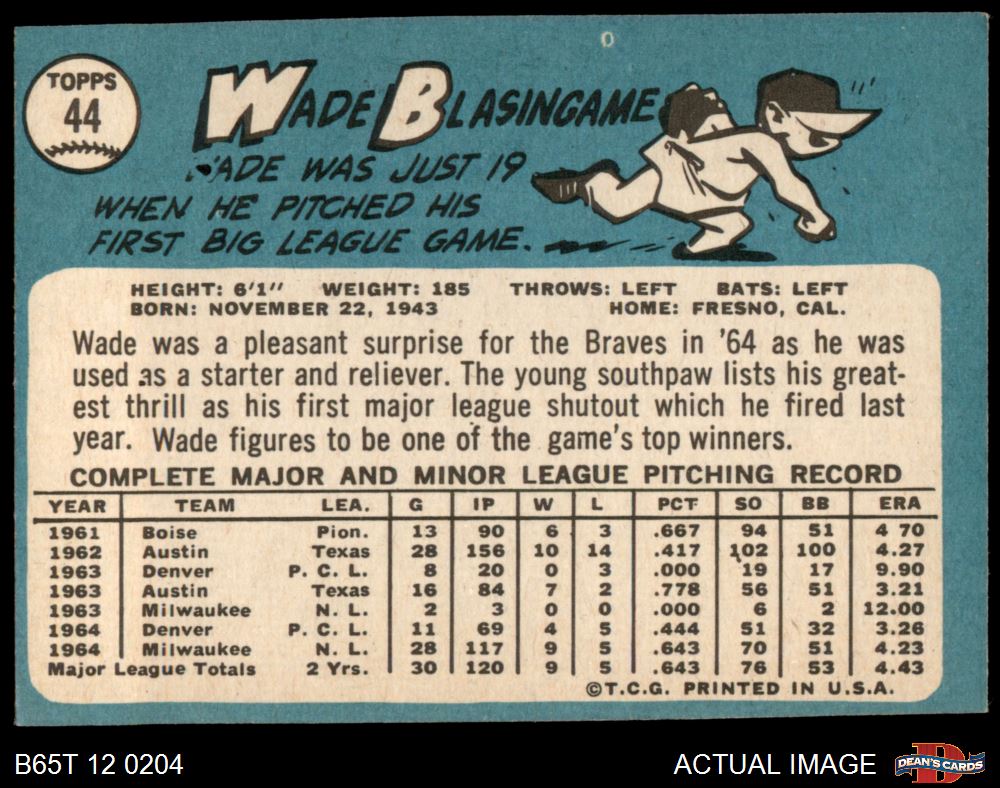 TOPPS
44
WADE BLASINGAME
WADE WAS JUST 19
WHEN HE PITCHED HIS
FIRST BIG LEAGUE GAME.
HEIGHT: 6'1" WEIGHT: 185 THROWS: LEFT BATS: LEFT
BORN: NOVEMBER 22, 1943 HOME: FRESNO, CAL.
Wade was a pleasant surprise for the Braves in '64 as he was
used as a starter and reliever. The young southpaw lists his great-
est thrill as his first major league shutout which he fired last
year. Wade figures to be one of the game's top winners.
COMPLETE MAJOR AND MINOR LEAGUE PITCHING RECORD
YEAR TEAM LEA. G IP W L PCT. SO BB ERA
1961 Boise Pion. 13 90 6 3 .667 94 51 4 70
1962 Austin Texas 28 156 10 14 .417 102 100 4.27
1963 Denver P. C. L. 8 20 0 3 .000 19 17 9.90
1963 Austin Texas 16 84 7 2 .778 56 51 3.21
1963 Milwaukee N. L. 2 3 0 0 .000 6 2 12.00
1964 Denver P. C. L. 11 69 4 5 .444 51 32 3.26
1964 Milwaukee N. L. 28 117 9 5 .643 70 51 4.23
Major League Totals 2 Yrs. 30 120 9 5 .643 76 53 4.43
©T.C.G. PRINTED IN U.S.A.
B65T 12 0204 ACTUAL IMAGE DEAN'S CARDS